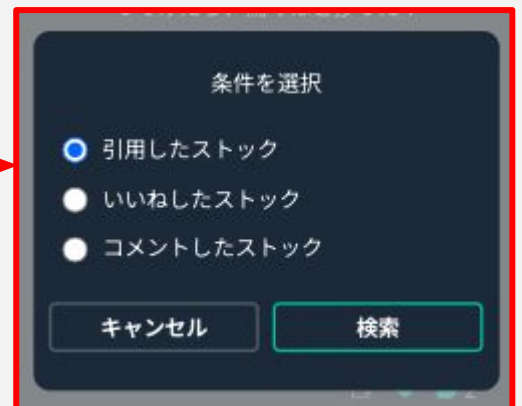 条件を選択
引用したストック
いいねしたストック
コメントしたストック
キャンセル
検索
2